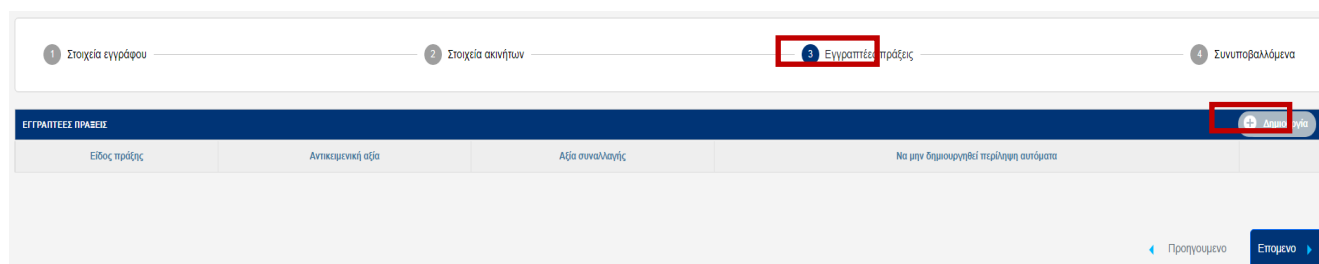 1 Στοιχεία εγγράφου 2 Στοιχεία ακινήτων 3 Εγγραπτέες πράξεις 4 Συνυποβαλλόμενα
ΕΓΓΡΑΠΤΕΕΣ ΠΡΑΞΕΙΣ Δημιουργία
Είδος πράξης Αντικειμενική αξία Αξία συναλλαγής Να μην δημιουργηθεί περίληψη αυτόματα
Προηγουμενο Επομενο